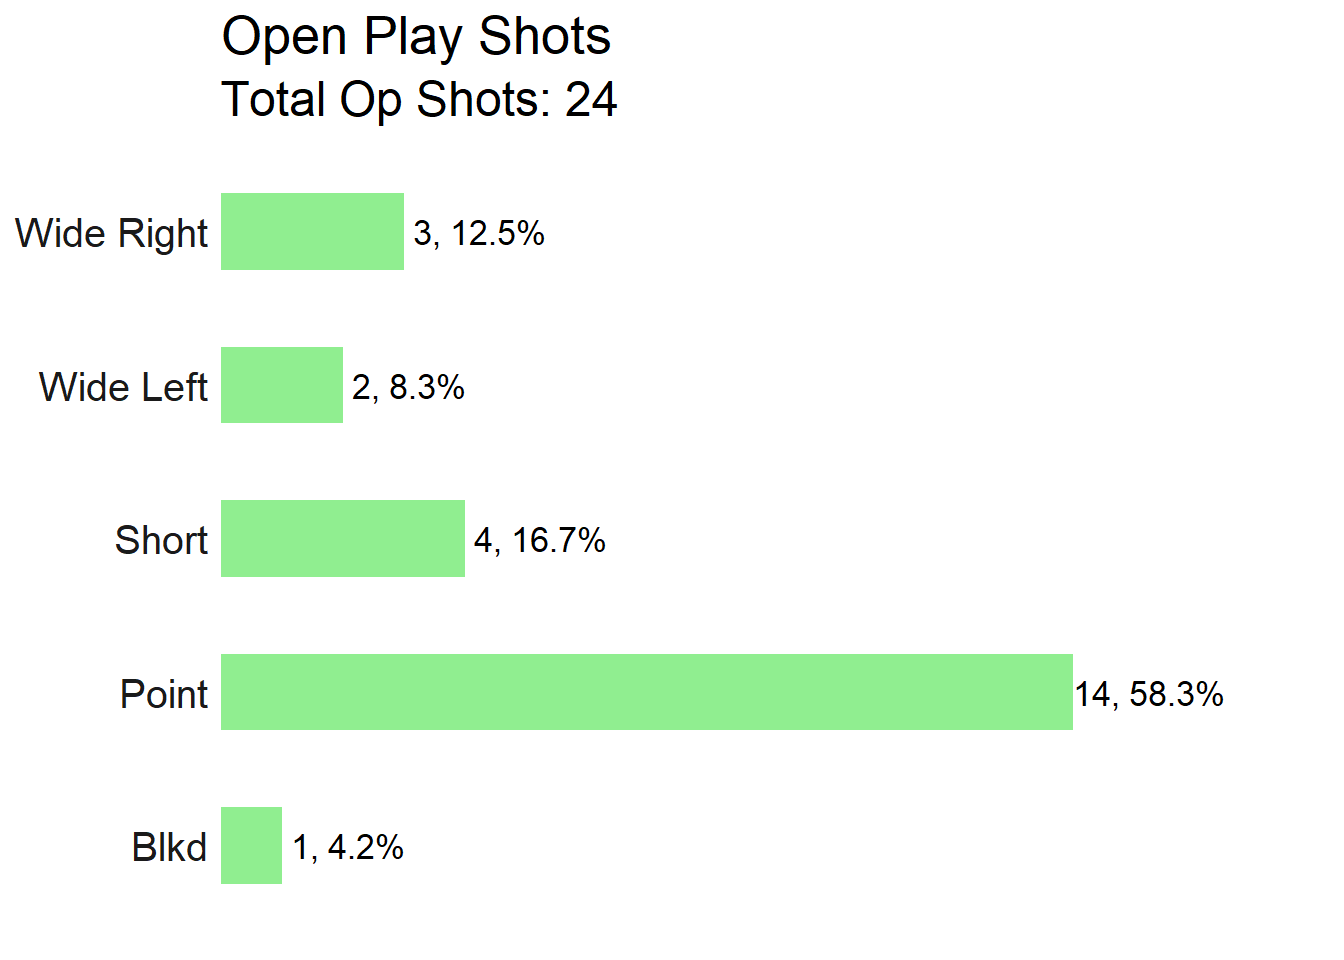 Open Play Shots
Total Op Shots: 24
Wide Right 3, 12.5%
Wide Left 2, 8.3%
Short 4, 16.7%
Point 14, 58.3%
Blkd 1, 4.2%